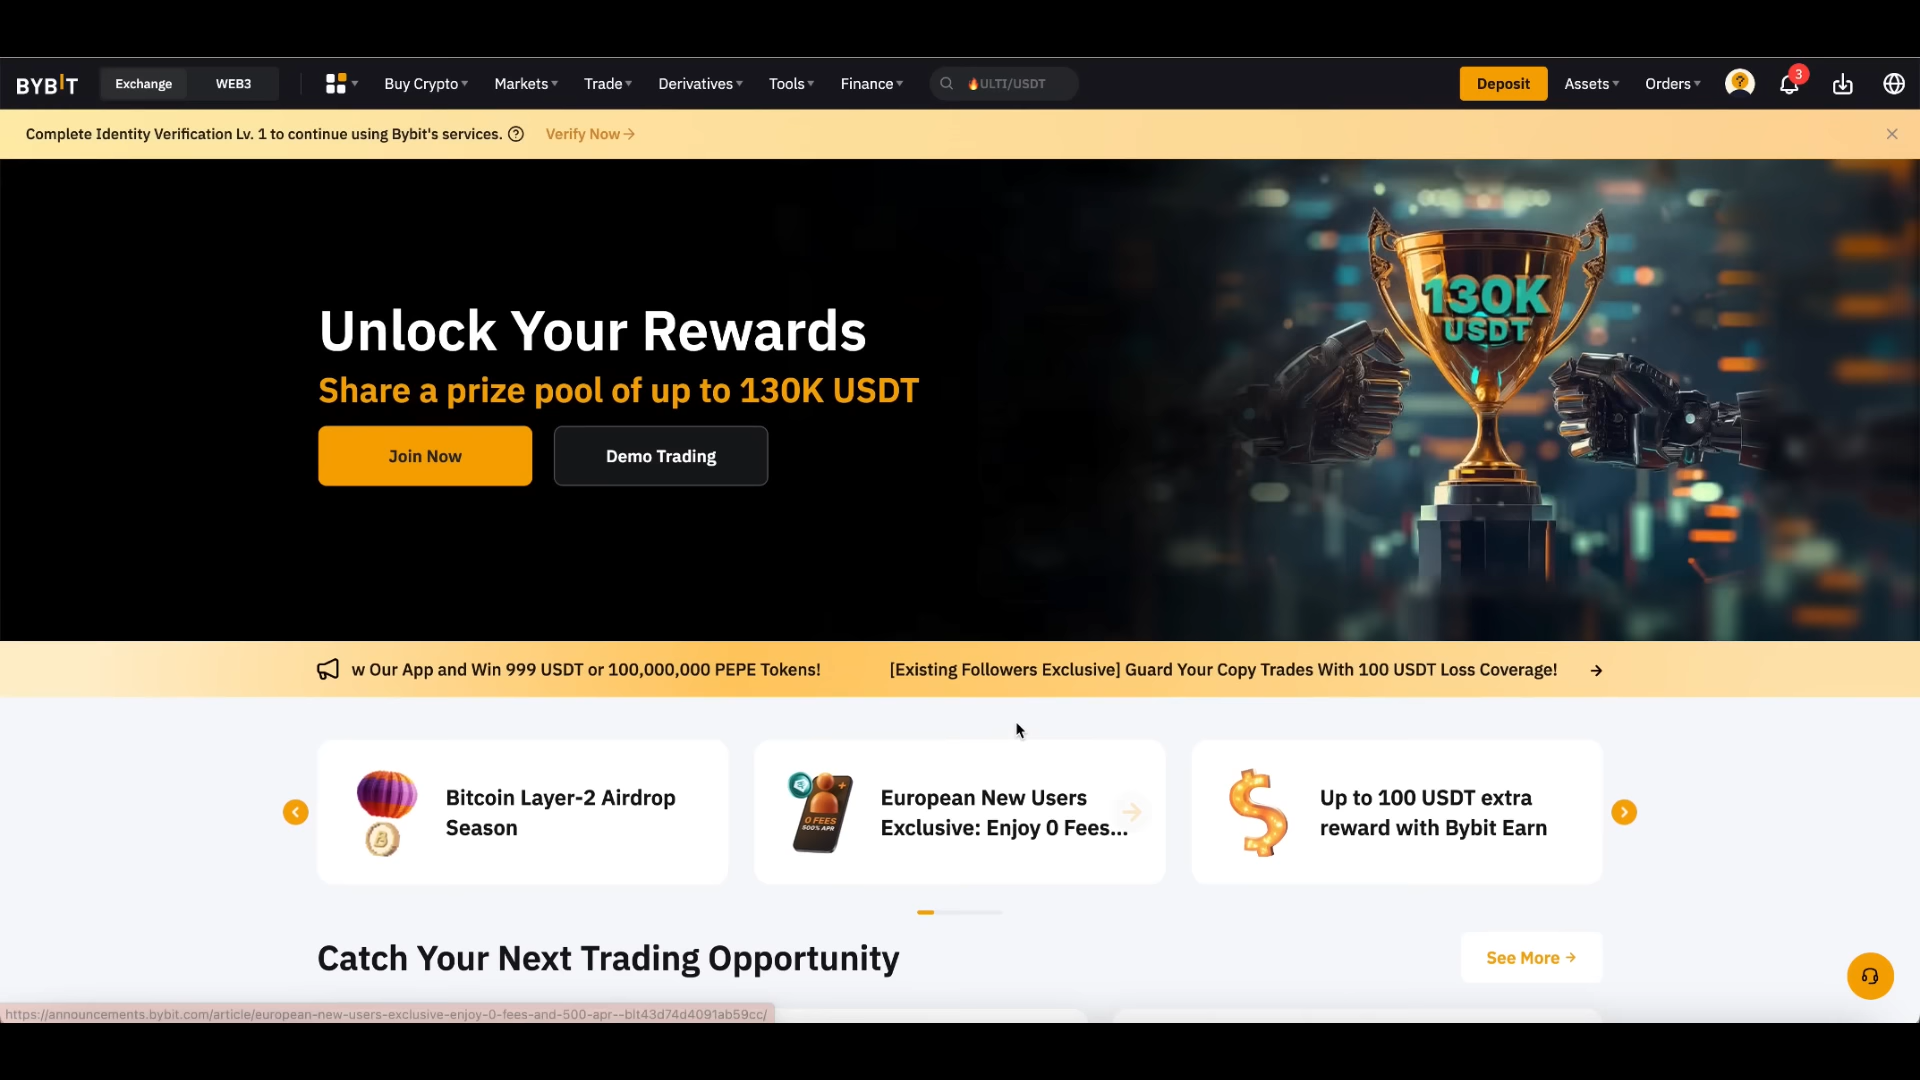 BYBIT
Exchange
WEB3
Buy Crypto
Markets
Trade
Derivatives
Tools
Finance
ULTI/USDT
Deposit
Assets
Orders
3
Complete Identity Verification Lv. 1 to continue using Bybit's services.
Verify Now
Unlock Your Rewards
Share a prize pool of up to 130K USDT
Join Now
Demo Trading
130K
USDT
w Our App and Win 999 USDT or 100,000,000 PEPE Tokens!
[Existing Followers Exclusive] Guard Your Copy Trades With 100 USDT Loss Coverage!
Bitcoin Layer-2 Airdrop
Season
0 FEES
500% APR
European New Users
Exclusive: Enjoy 0 Fees...
Up to 100 USDT extra
reward with Bybit Earn
Catch Your Next Trading Opportunity
See More
https://announcements.bybit.com/article/european-new-users-exclusive-enjoy-0-fees-and-500-apr--blt43d74d4091ab59cc/